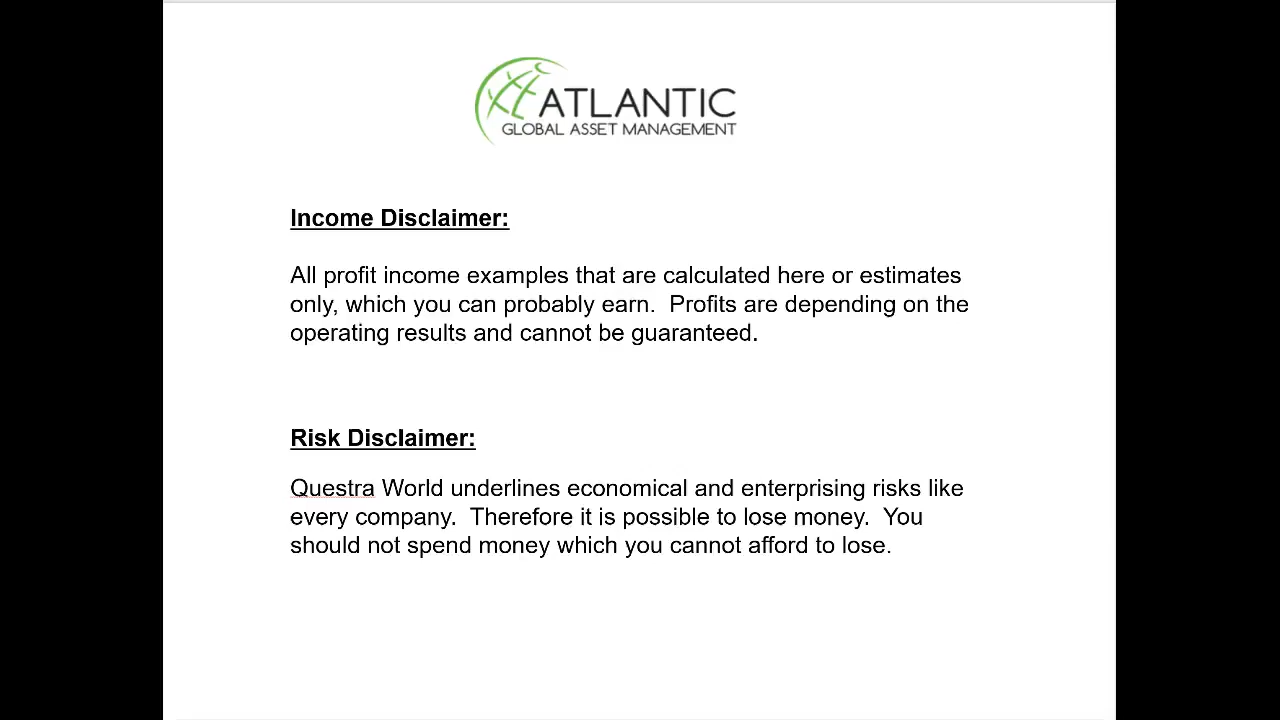 ATLANTIC
GLOBAL ASSET MANAGEMENT
Income Disclaimer:
All profit income examples that are calculated here or estimates
only, which you can probably earn.  Profits are depending on the
operating results and cannot be guaranteed.
Risk Disclaimer:
Questra World underlines economical and enterprising risks like
every company.  Therefore it is possible to lose money.  You
should not spend money which you cannot afford to lose.